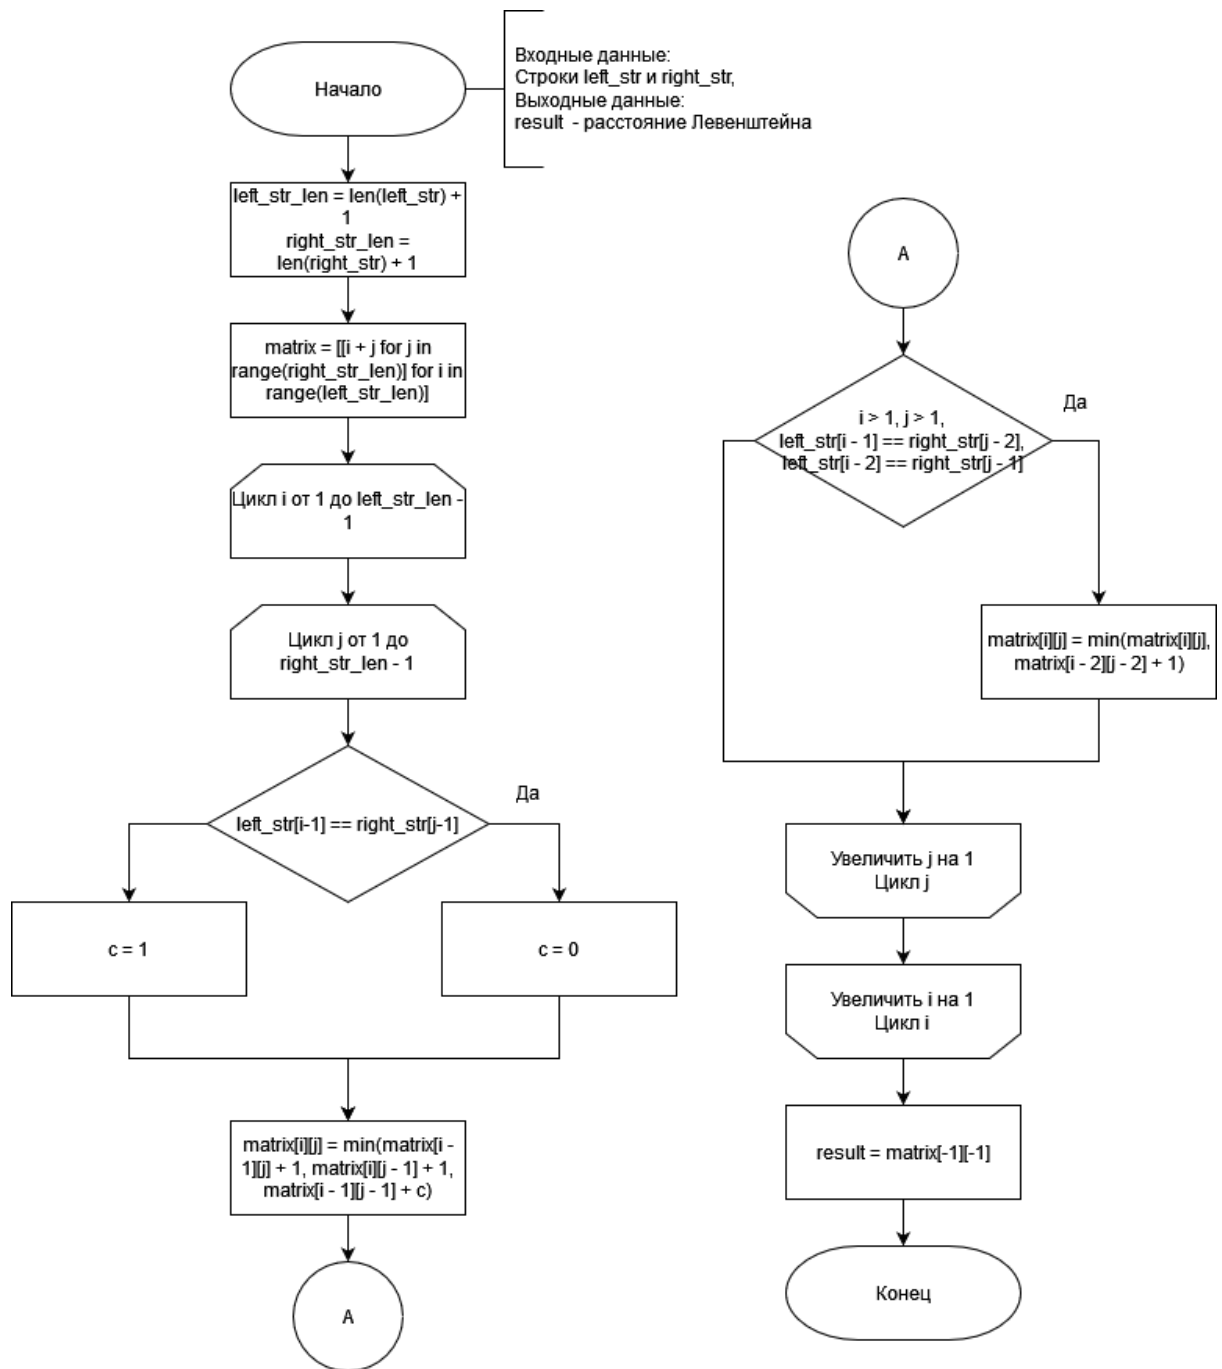 Начало
Входные данные:
Строки left_str и right_str,
Выходные данные:
result - расстояние Левенштейна
left_str_len = len(left_str) +
1
right_str_len =
len(right_str) + 1
matrix = [[i + j for j in
range(right_str_len)] for i in
range(left_str_len)]
Цикл i от 1 до left_str_len -
1
Цикл j от 1 до
right_str_len - 1
left_str[i-1] == right_str[j-1]
Да
c = 1
c = 0
matrix[i][j] = min(matrix[i -
1][j] + 1, matrix[i][j - 1] + 1,
matrix[i - 1][j - 1] + c)
A
A
i > 1, j > 1,
left_str[i - 1] == right_str[j - 2],
left_str[i - 2] == right_str[j - 1]
Да
matrix[i][j] = min(matrix[i][j],
matrix[i - 2][j - 2] + 1)
Увеличить j на 1
Цикл j
Увеличить i на 1
Цикл i
result = matrix[-1][-1]
Конец